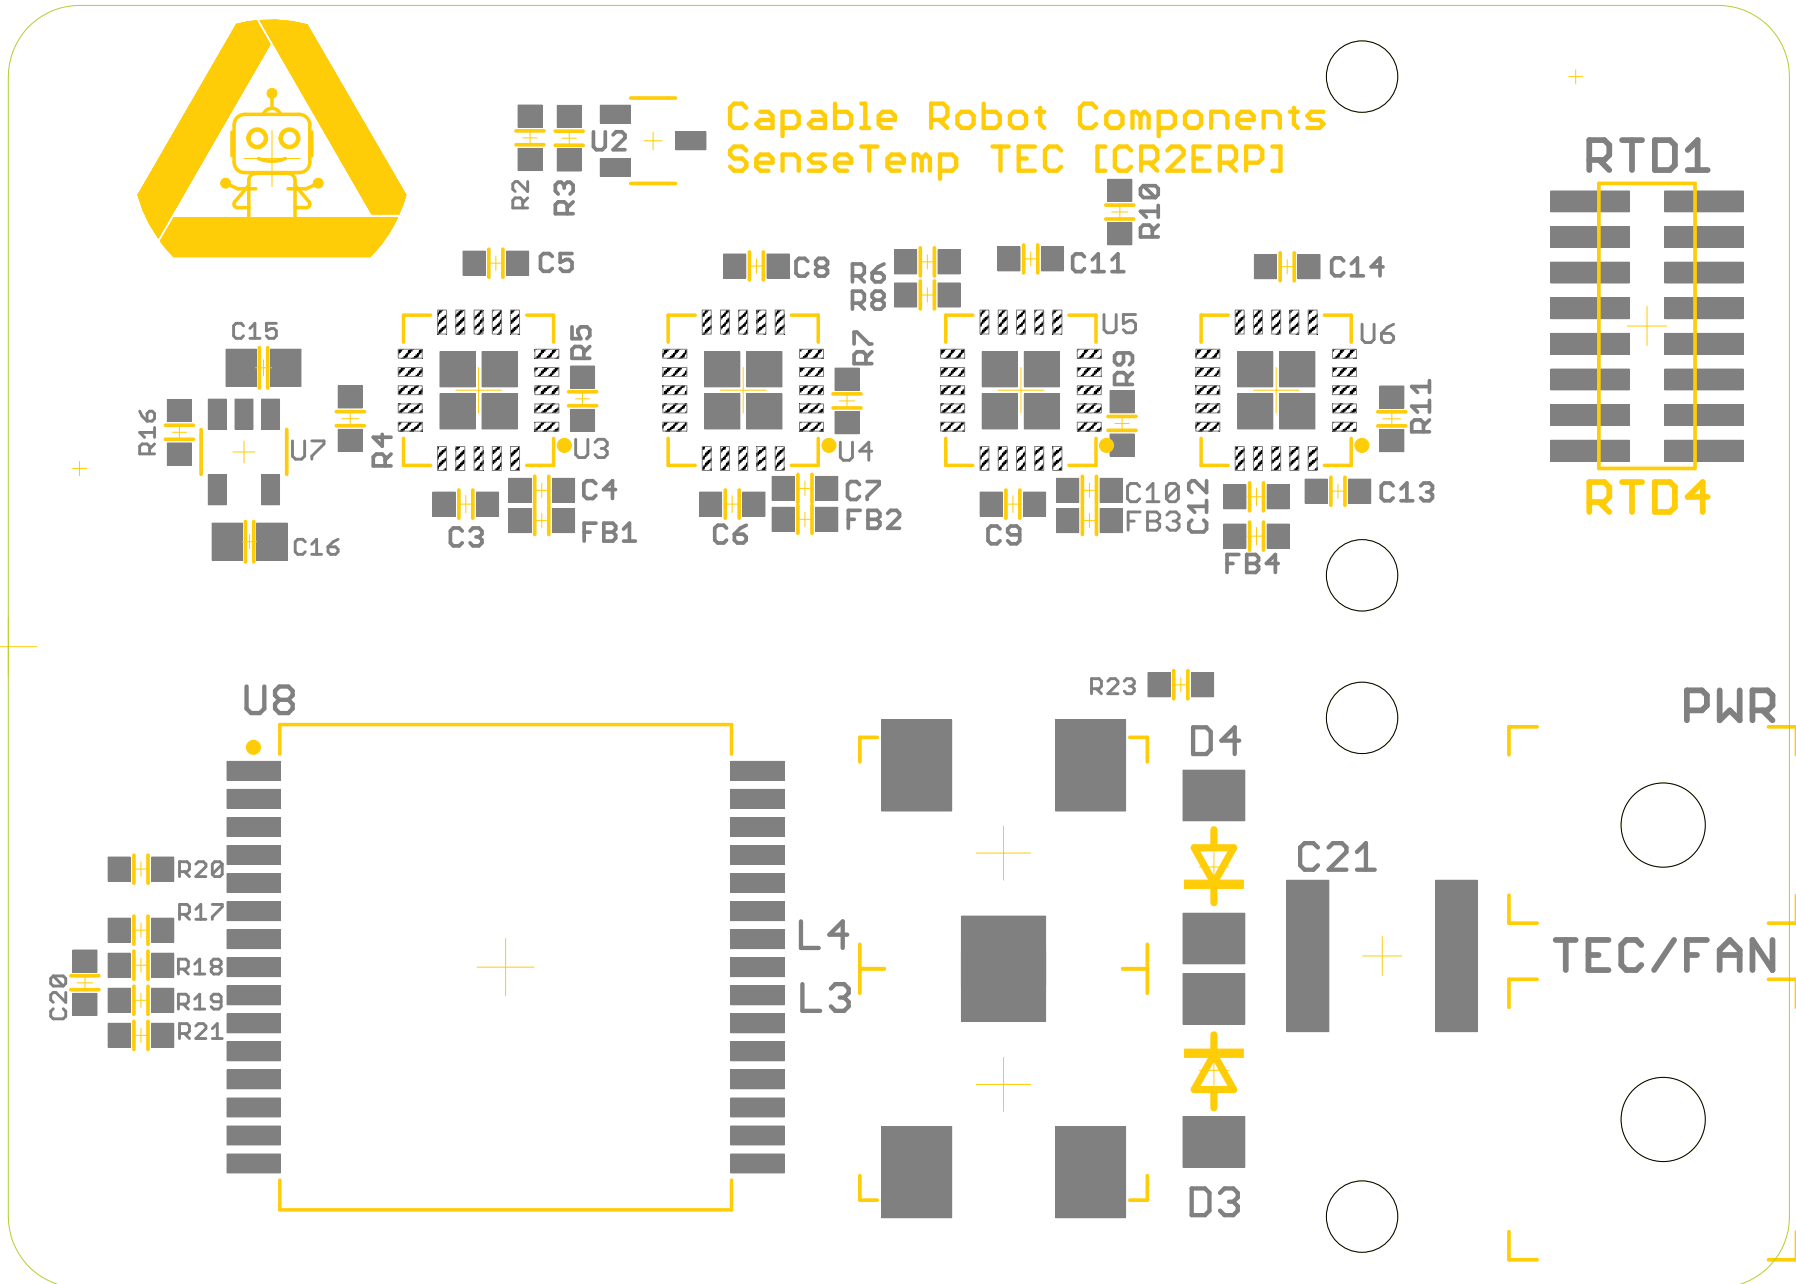 Capable Robot Components
SenseTemp TEC [CR2ERP]
U2
R2
R3
R10
RTD1
C5
C8
R6
R8
C11
C14
C15
R5
R7
U5
U6
R9
R11
R16
R4
U7
U3
U4
C3
C4
FB1
C6
C7
FB2
C9
C10
FB3
C12
C13
FB4
RTD4
C16
R23
U8
PWR
D4
C21
R20
R17
R18
R19
R21
C20
L4
L3
TEC/FAN
D3